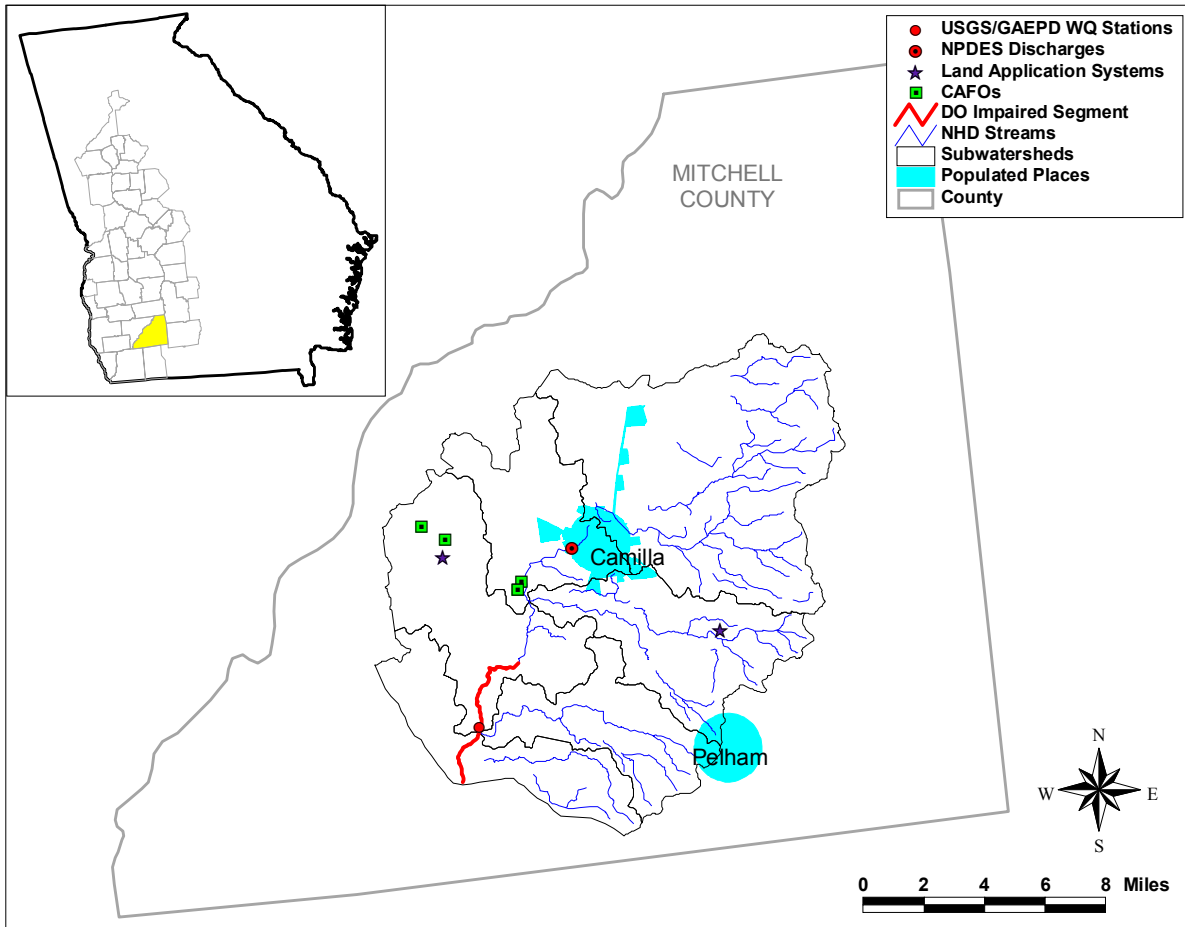 USGS/GAEPD WQ Stations
NPDES Discharges
Land Application Systems
CAFOs
DO Impaired Segment
NHD Streams
Subwatersheds
Populated Places
County
MITCHELL
COUNTY
Camilla
Pelham
N
W E
S
0 2 4 6 8 Miles